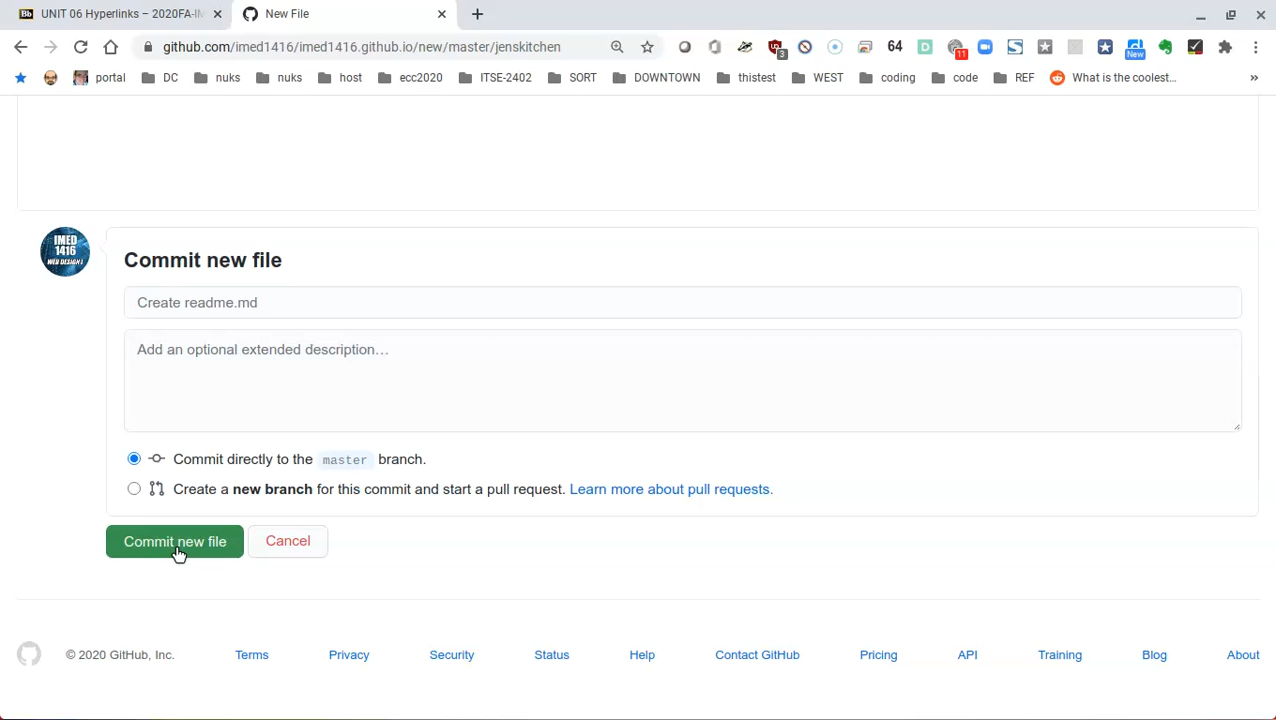 UNIT 06 Hyperlinks – 2020FA-IM
New File
github.com/imed1416/imed1416.github.io/new/master/jenskitchen
3
64
11
New
portal
DC
nuks
nuks
host
ecc2020
ITSE-2402
SORT
DOWNTOWN
thistest
WEST
coding
code
REF
What is the coolest...
IMED
1416
WEB DESIGN I
Commit new file
Create readme.md
Add an optional extended description…
Commit directly to the master branch.
Create a new branch for this commit and start a pull request. Learn more about pull requests.
Commit new file
Cancel
© 2020 GitHub, Inc.
Terms
Privacy
Security
Status
Help
Contact GitHub
Pricing
API
Training
Blog
About